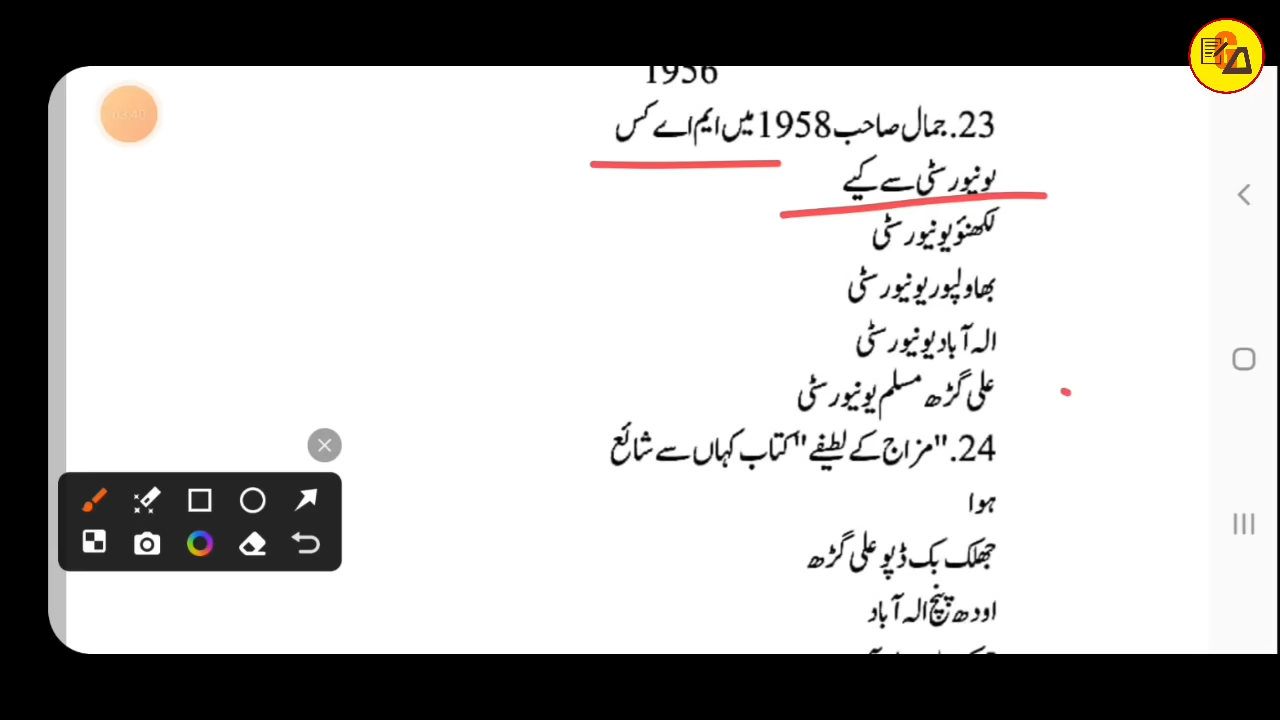 1956
23. جمال صاحب 1958 میں ایم اے کس
یونیورسٹی سے کیے
لکھنؤ یونیورسٹی
بھاولپور یونیورسٹی
الہ آباد یونیورسٹی
علی گڑھ مسلم یونیورسٹی
24. "مزاج کے لطیفے" کتاب کہاں سے شائع
ہوا
جھلک بک ڈپو علی گڑھ
اودھ پنچ الہ آباد